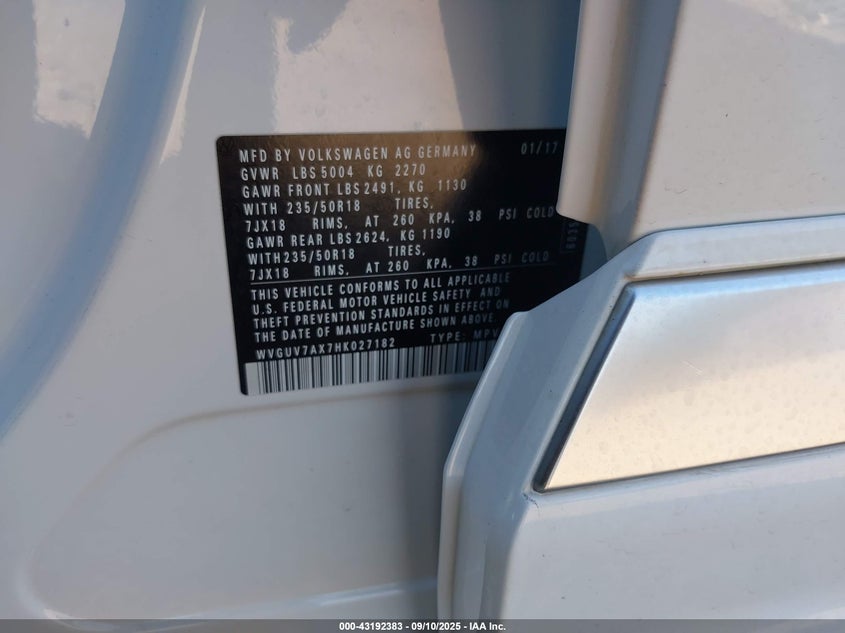 MFD BY VOLKSWAGEN AG GERMANY 01/17
GVWR LBS 5004 KG 2270
GAWR FRONT LBS 2491, KG 1130
WITH 235/50R18 TIRES,
7JX18 RIMS, AT 260 KPA, 38 PSI COLD
GAWR REAR LBS 2624, KG 1190
WITH 235/50R18 TIRES,
7JX18 RIMS, AT 260 KPA, 38 PSI COLD
THIS VEHICLE CONFORMS TO ALL APPLICABLE
U.S. FEDERAL MOTOR VEHICLE SAFETY AND
THEFT PREVENTION STANDARDS IN EFFECT ON
THE DATE OF MANUFACTURE SHOWN ABOVE.
WVGUV7AX7HK027182 TYPE: MPV
000-43192383 - 09/10/2025 - IAA Inc.